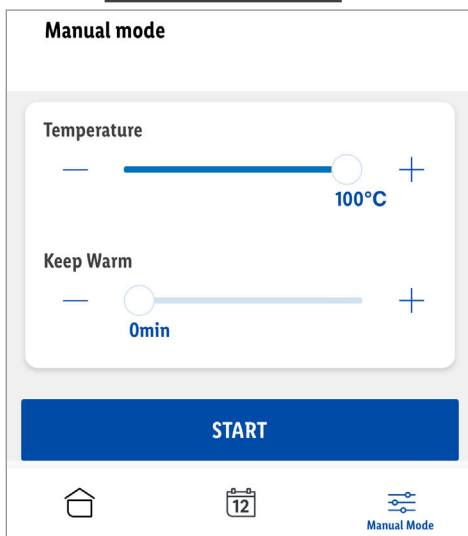 Manual mode
Temperature
100°C
Keep Warm
0min
START
12
Manual Mode